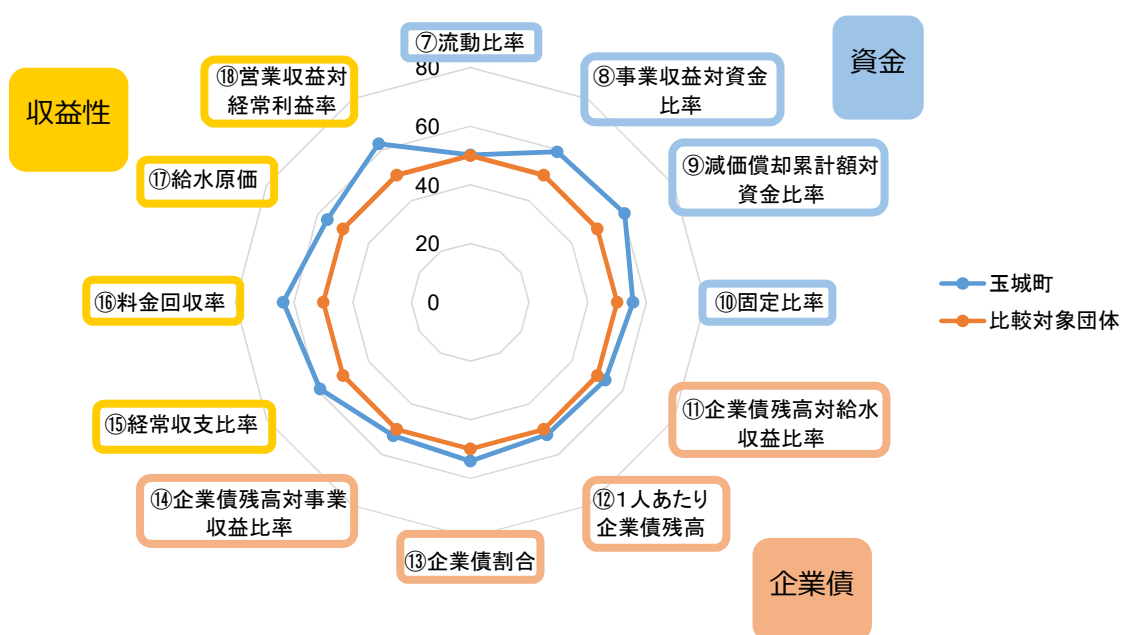 ⑦流動比率
資金
⑱営業収益対
経常利益率
⑧事業収益対資金
比率
収益性
⑰給水原価
⑨減価償却累計額対
資金比率
80
60
40
20
0
⑯料金回収率
⑩固定比率
玉城町
比較対象団体
⑮経常収支比率
⑪企業債残高対給水
収益比率
⑭企業債残高対事業
収益比率
⑫1人あたり
企業債残高
⑬企業債割合
企業債